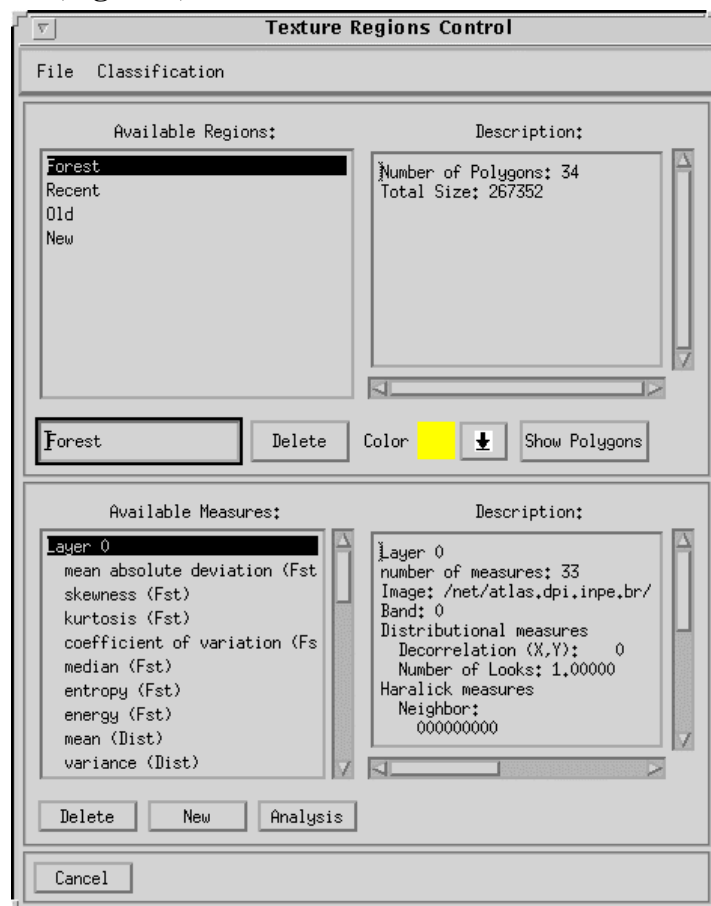 Texture Regions Control
File Classification
Available Regions:
Forest
Recent
Old
New
Description:
Number of Polygons: 34
Total Size: 267352
Forest
Delete
Color
Show Polygons
Available Measures:
Layer 0
mean absolute deviation (Fst
skewness (Fst)
kurtosis (Fst)
coefficient of variation (Fs
median (Fst)
entropy (Fst)
energy (Fst)
mean (Dist)
variance (Dist)
Description:
Layer 0
number of measures: 33
Image: /net/atlas.dpi.inpe.br/
Band: 0
Distributional measures
Decorrelation (X,Y): 0
Number of Looks: 1.00000
Haralick measures
Neighbor:
000000000
Delete
New
Analysis
Cancel